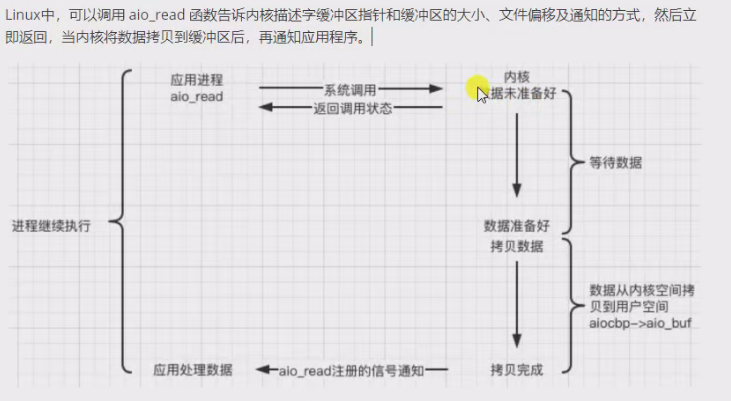 Linux中，可以调用 aio_read 函数告诉内核描述字缓冲区指针和缓冲区的大小、文件偏移及通知的方式，然后立
即返回，当内核将数据拷贝到缓冲区后，再通知应用程序。
应用进程
aio_read
系统调用
返回调用状态
内核
数据未准备好
等待数据
进程继续执行
数据准备好
拷贝数据
数据从内核空间拷
贝到用户空间
aiocbp->aio_buf
应用处理数据
aio_read注册的信号通知
拷贝完成